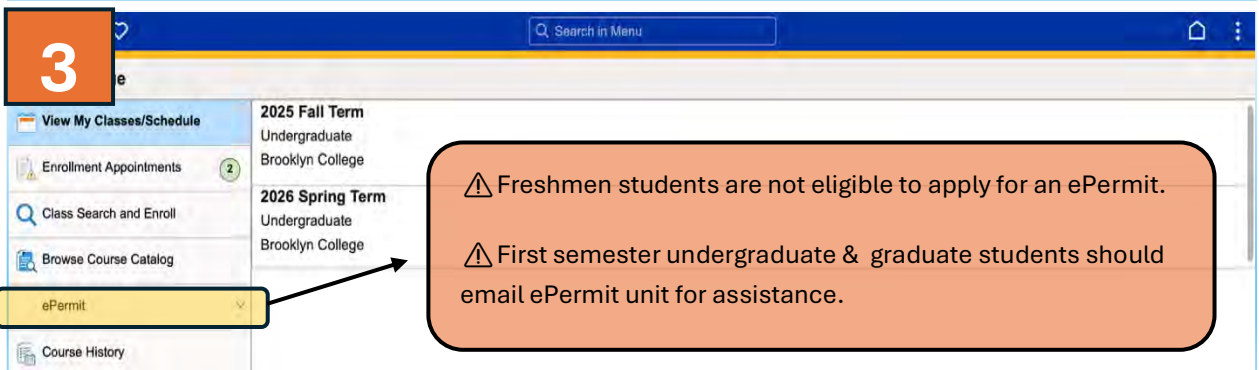 3
Search in Menu
e
View My Classes/Schedule
Enrollment Appointments 2
Class Search and Enroll
Browse Course Catalog
ePermit
Course History
2025 Fall Term
Undergraduate
Brooklyn College
2026 Spring Term
Undergraduate
Brooklyn College
⚠Freshmen students are not eligible to apply for an ePermit.
⚠First semester undergraduate & graduate students should
email ePermit unit for assistance.